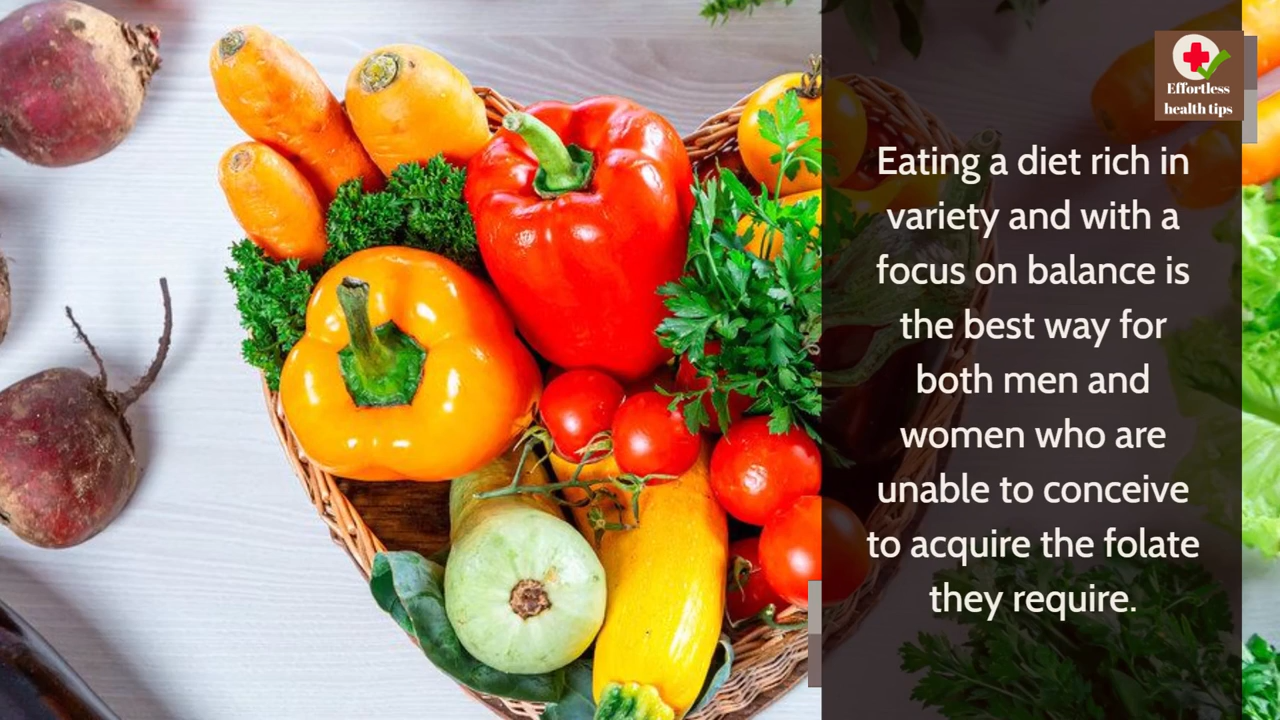 Effortless
health tips
Eating a diet rich in
variety and with a
focus on balance is
the best way for
both men and
women who are
unable to conceive
to acquire the folate
they require.